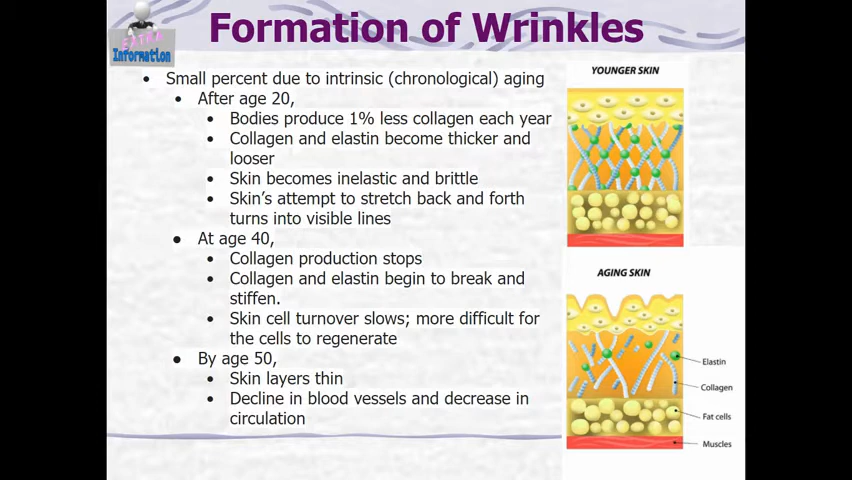 Formation of Wrinkles
EXTRA
Information
• Small percent due to intrinsic (chronological) aging
• After age 20,
• Bodies produce 1% less collagen each year
• Collagen and elastin become thicker and
looser
• Skin becomes inelastic and brittle
• Skin's attempt to stretch back and forth
turns into visible lines
● At age 40,
• Collagen production stops
• Collagen and elastin begin to break and
stiffen.
• Skin cell turnover slows; more difficult for
the cells to regenerate
● By age 50,
• Skin layers thin
• Decline in blood vessels and decrease in
circulation
YOUNGER SKIN
AGING SKIN
Elastin
Collagen
Fat cells
Muscles